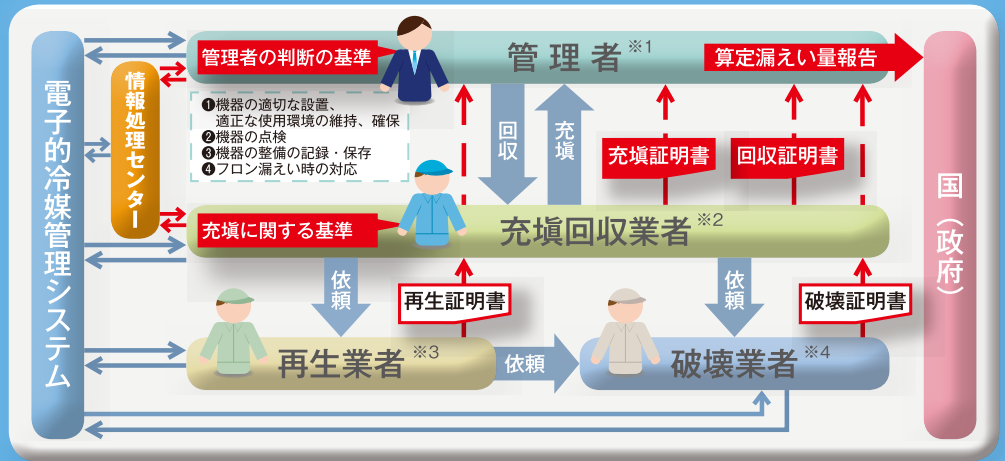 電子的冷媒管理システム
情報処理センター
管理者の判断の基準
管理者※1
算定漏えい量報告
国（政府）
❶機器の適切な設置、
適正な使用環境の維持、確保
❷機器の点検
❸機器の整備の記録・保存
❹フロン漏えい時の対応
回収
充塡
充塡証明書
回収証明書
充塡に関する基準
充塡回収業者※2
依頼
再生証明書
依頼
破壊証明書
再生業者※3
依頼
破壊業者※4